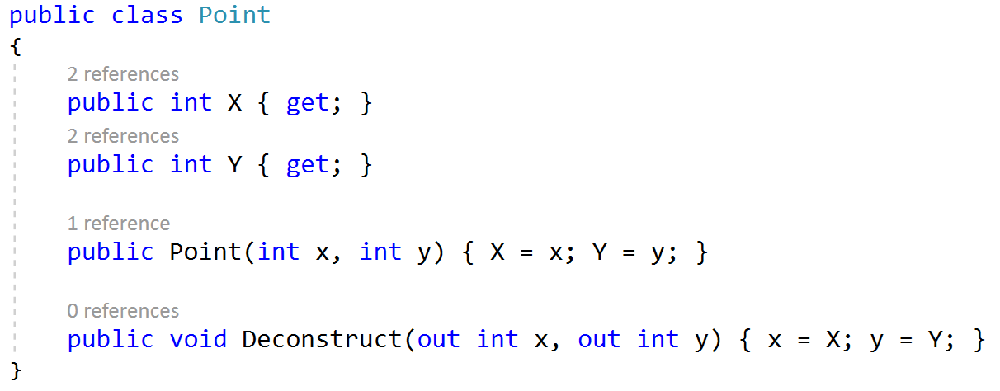 public class Point
{
2 references
public int X { get; }
2 references
public int Y { get; }
1 reference
public Point(int x, int y) { X = x; Y = y; }
0 references
public void Deconstruct(out int x, out int y) { x = X; y = Y; }
}